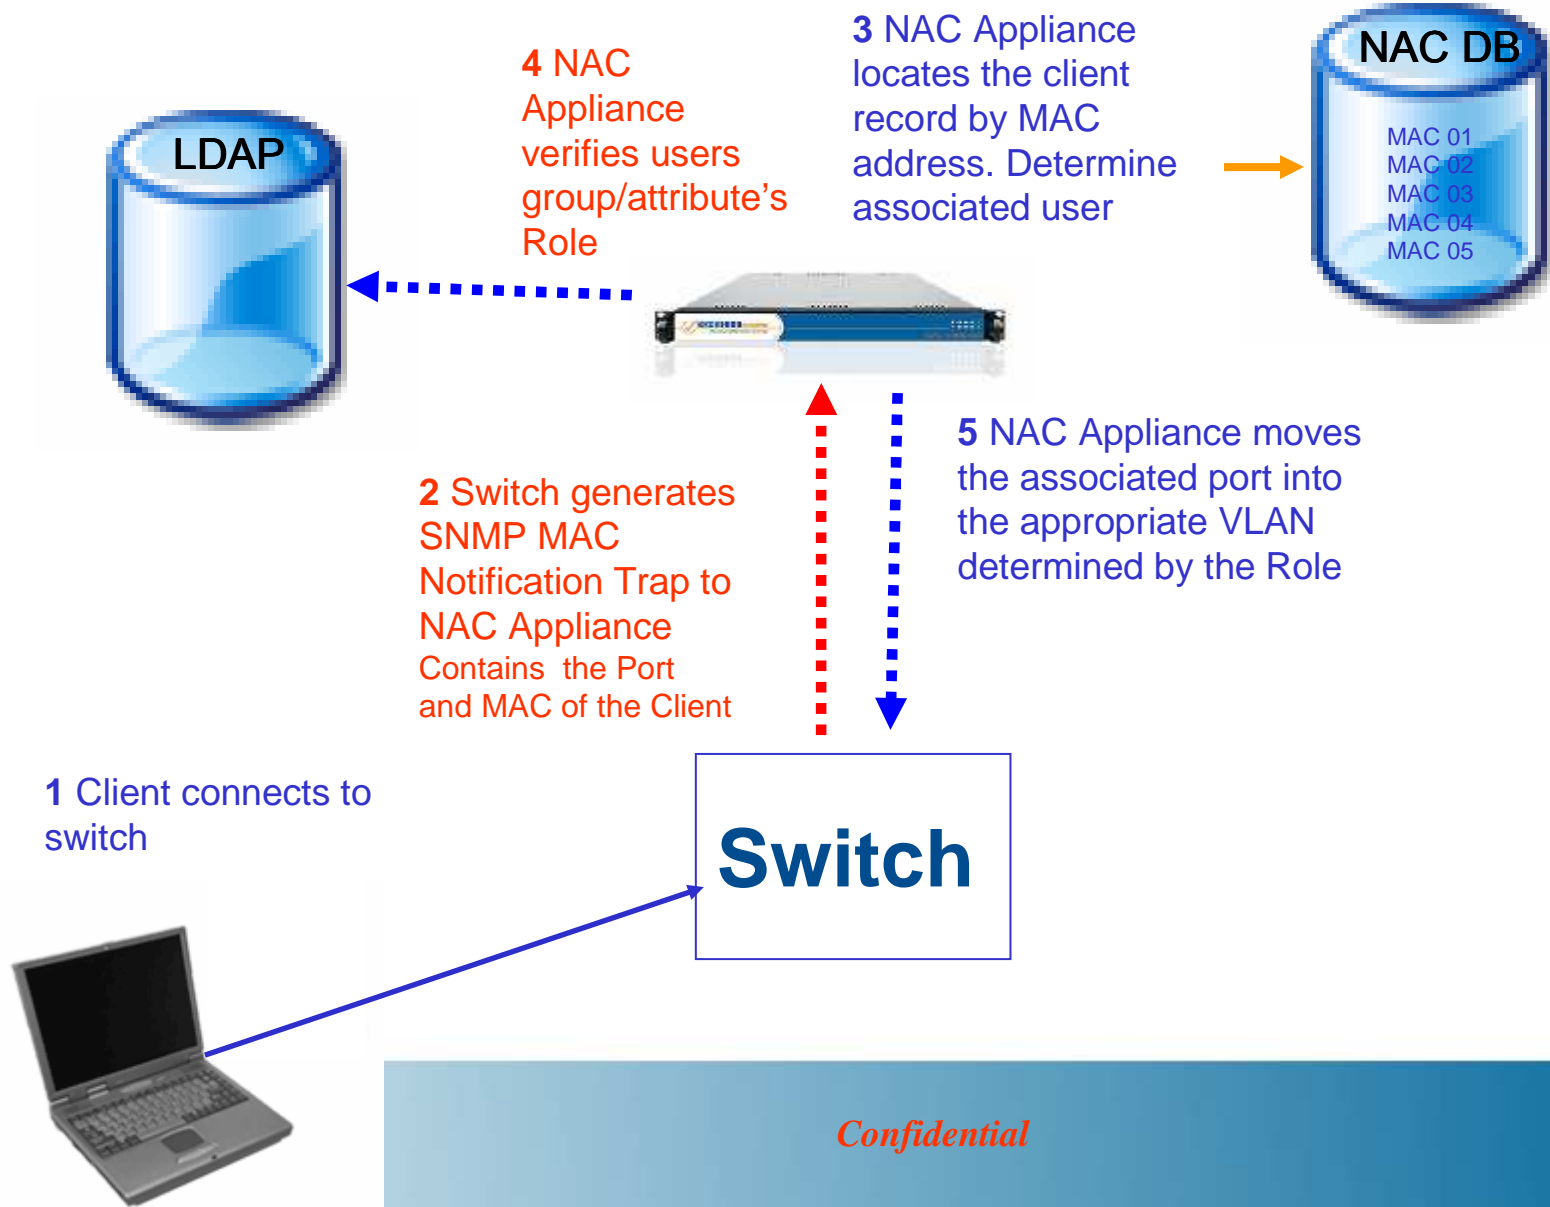 3 NAC Appliance
locates the client
record by MAC
address. Determine
associated user
NAC DB
MAC 01
MAC 02
MAC 03
MAC 04
MAC 05
4 NAC
Appliance
verifies users
group/attribute's
Role
LDAP
5 NAC Appliance moves
the associated port into
the appropriate VLAN
determined by the Role
2 Switch generates
SNMP MAC
Notification Trap to
NAC Appliance
Contains  the Port
and MAC of the Client
1 Client connects to
switch
Switch
Confidential